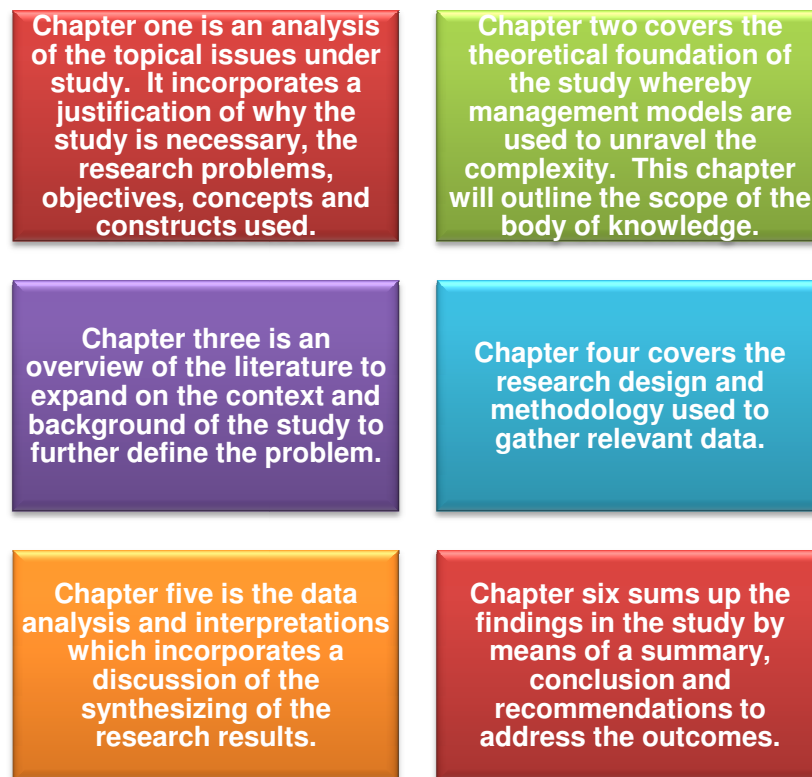 Chapter one is an analysis
of the topical issues under
study.  It incorporates a
justification of why the
study is necessary, the
research problems,
objectives, concepts and
constructs used.
Chapter two covers the
theoretical foundation of
the study whereby
management models are
used to unravel the
complexity.  This chapter
will outline the scope of the
body of knowledge.
Chapter three is an
overview of the literature to
expand on the context and
background of the study to
further define the problem.
Chapter four covers the
research design and
methodology used to
gather relevant data.
Chapter five is the data
analysis and interpretations
which incorporates a
discussion of the
synthesizing of the
research results.
Chapter six sums up the
findings in the study by
means of a summary,
conclusion and
recommendations to
address the outcomes.